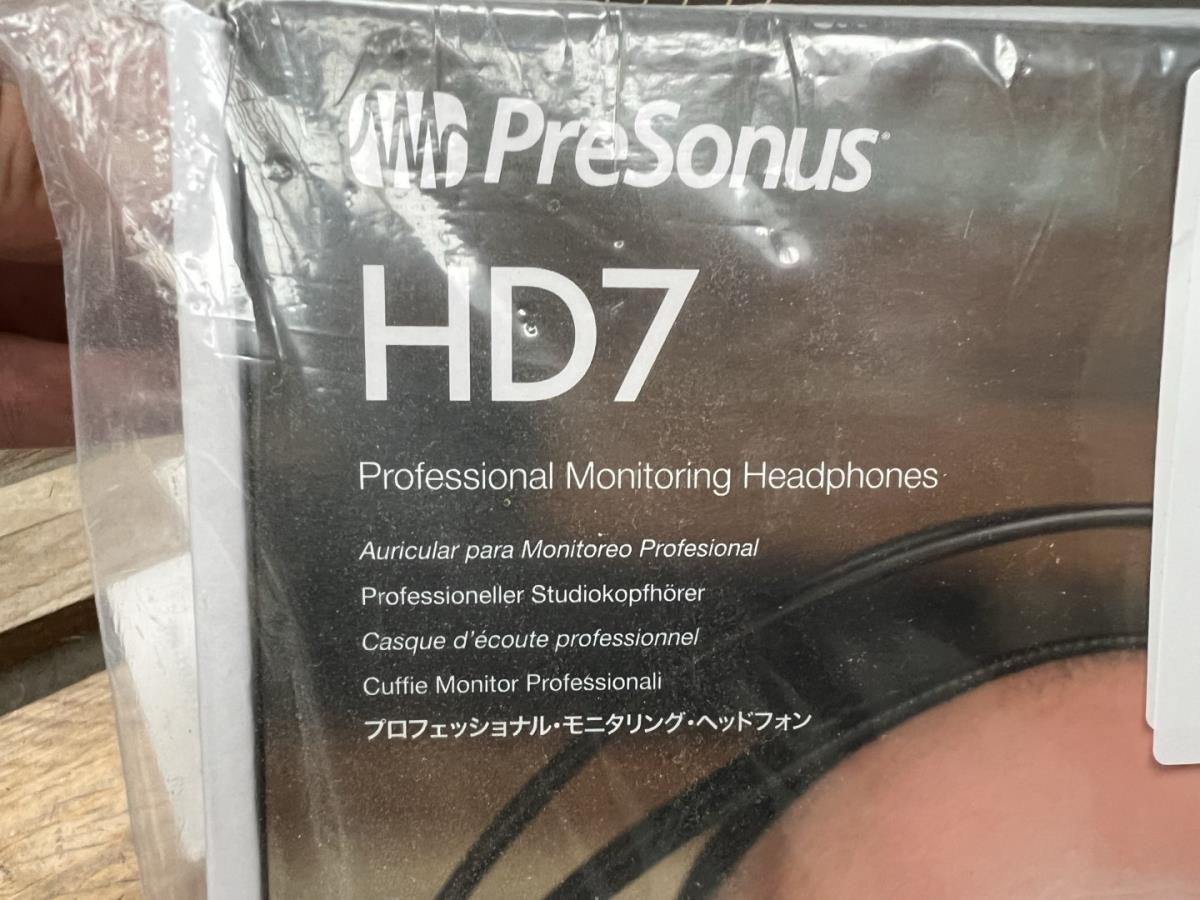 PreSonus
HD7
Professional Monitoring Headphones
Auricular para Monitoreo Profesional
Professioneller Studiokopfhörer
Casque d'écoute professionnel
Cuffie Monitor Professionali
プロフェッショナル・モニタリング・ヘッドフォン